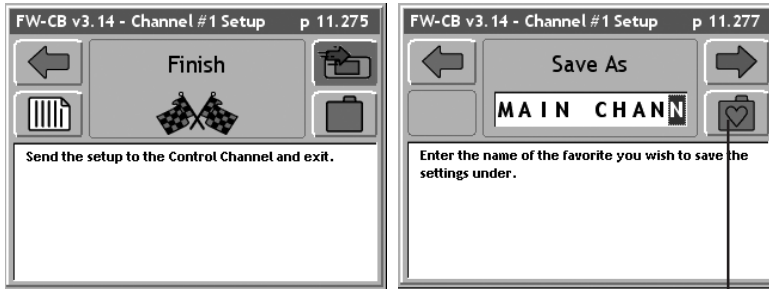 FW-CB v3.14 - Channel #1 Setup p 11.275
Finish
Send the setup to the Control Channel and exit.
FW-CB v3.14 - Channel #1 Setup p 11.277
Save As
MAIN CHANN
Enter the name of the favorite you wish to save the
settings under.